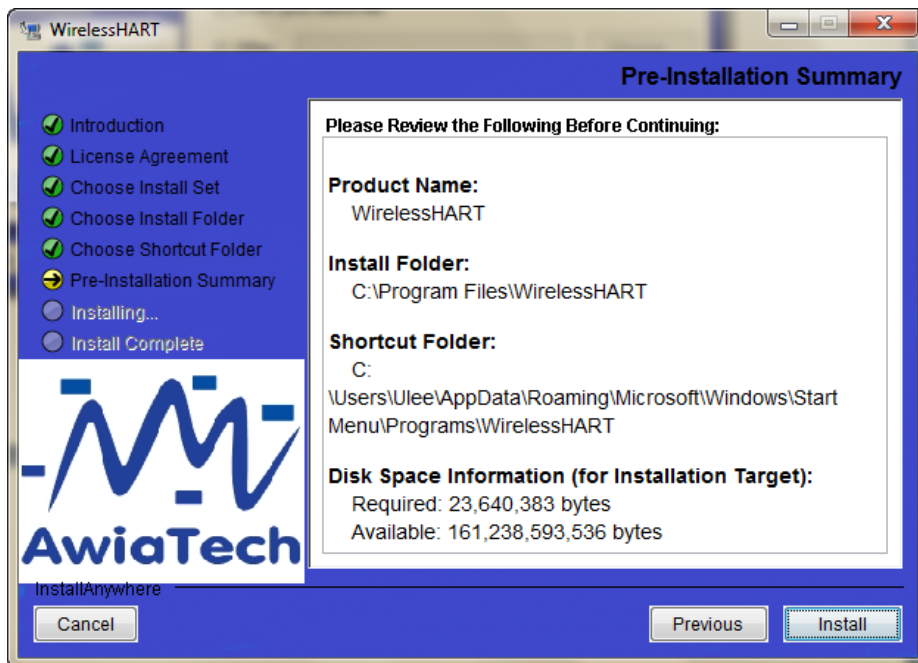 WirelessHART
Pre-Installation Summary
Introduction
License Agreement
Choose Install Set
Choose Install Folder
Choose Shortcut Folder
Pre-Installation Summary
Installing...
Install Complete
AwiaTech
Please Review the Following Before Continuing:
Product Name:
WirelessHART
Install Folder:
C:\Program Files\WirelessHART
Shortcut Folder:
C:
\Users\Ulee\AppData\Roaming\Microsoft\Windows\Start
Menu\Programs\WirelessHART
Disk Space Information (for Installation Target):
Required: 23,640,383 bytes
Available: 161,238,593,536 bytes
InstallAnywhere
Cancel
Previous
Install